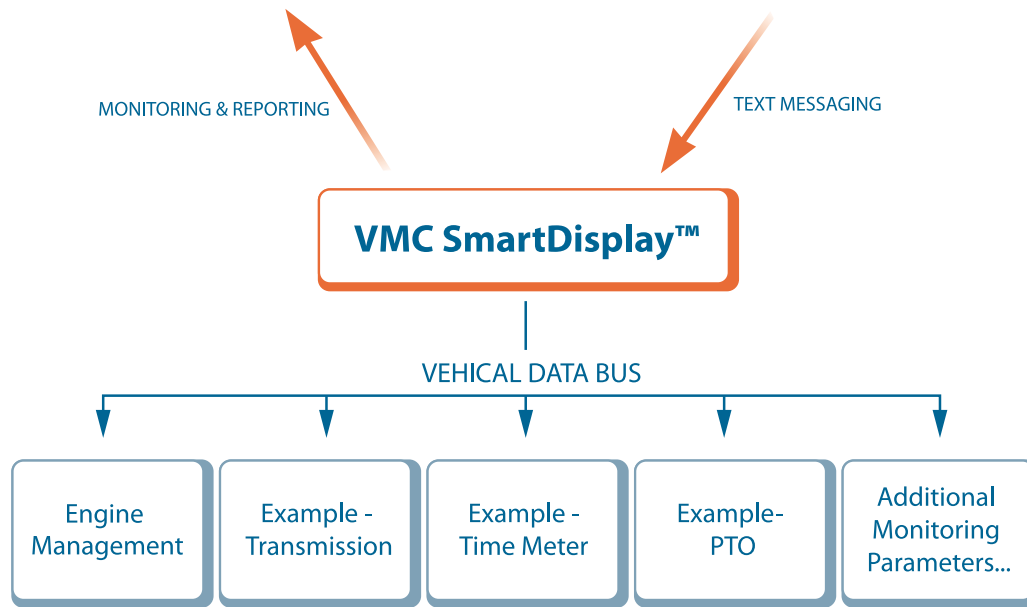 MONITORING & REPORTING
TEXT MESSAGING
VMC SmartDisplay™
VEHICAL DATA BUS
Engine
Management
Example -
Transmission
Example -
Time Meter
Example-
PTO
Additional
Monitoring
Parameters...